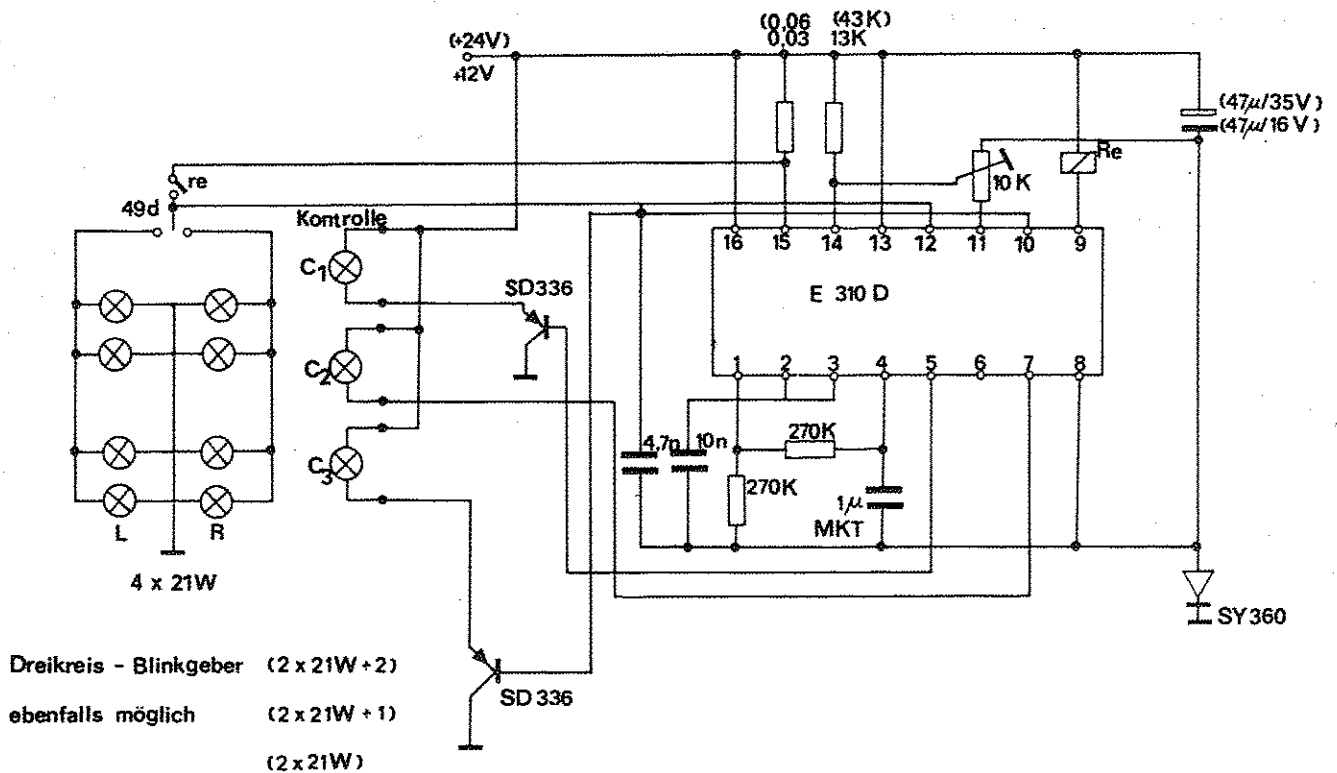 (+24V)
+12V
(0,06
0,03
(43K)
13K
(47µ/35V)
(47µ/16V)
re
49d
Kontrolle
C1
C2
C3
SD336
10K
Re
16 15 14 13 12 11 10 9
E 310 D
1 2 3 4 5 6 7 8
4,7n
10n
270K
270K
1µ
MKT
L R
4 x 21W
SY360
SD336
Dreikreis - Blinkgeber (2 x 21W + 2)
ebenfalls möglich (2 x 21W + 1)
(2 x 21W)